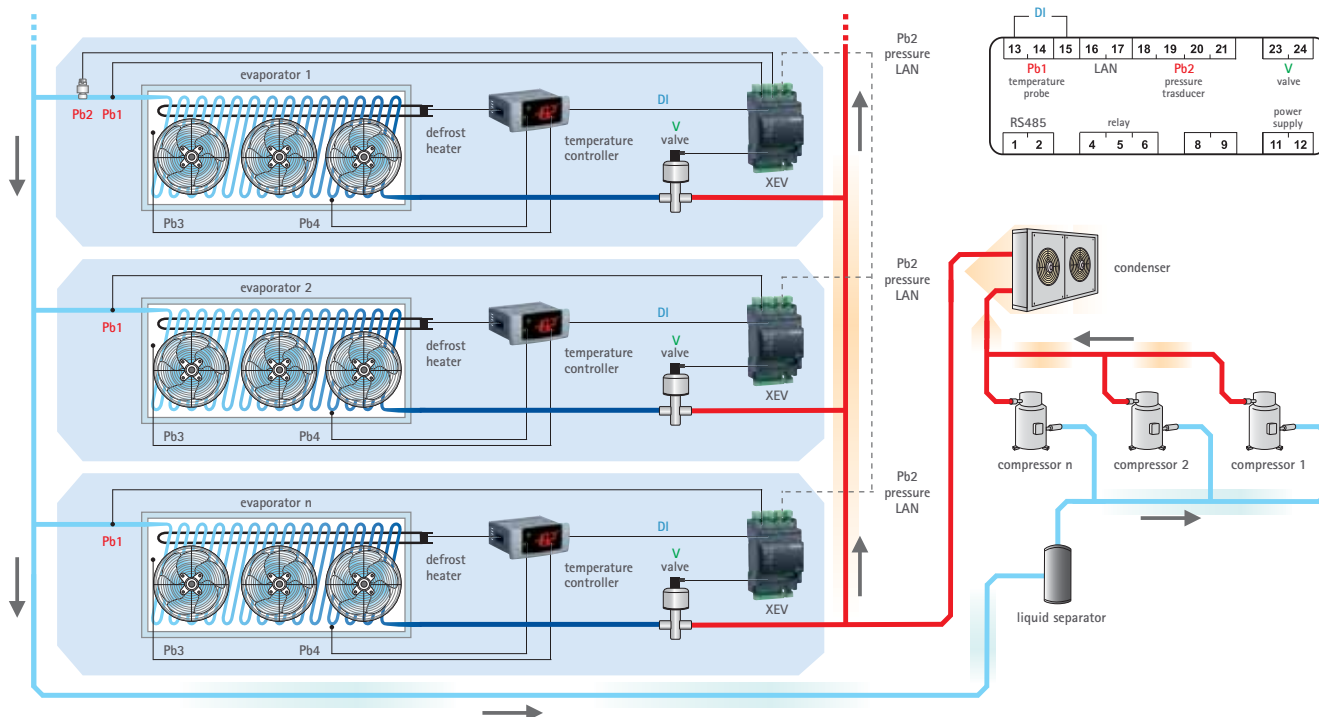 evaporator 1
Pb2 Pb1
defrost
heater
temperature
controller
DI
V
valve
XEV
Pb3
Pb4
Pb2
pressure
LAN
evaporator 2
Pb1
defrost
heater
temperature
controller
DI
V
valve
XEV
Pb3
Pb4
Pb2
pressure
LAN
evaporator n
Pb1
defrost
heater
temperature
controller
DI
V
valve
XEV
Pb3
Pb4
Pb2
pressure
LAN
DI
13 14 15 16 17 18 19 20 21 23 24
Pb1 LAN Pb2 V
temperature pressure valve
probe trasducer
power
RS485 relay supply
1 2 4 5 6 8 9 11 12
condenser
compressor n compressor 2 compressor 1
liquid separator